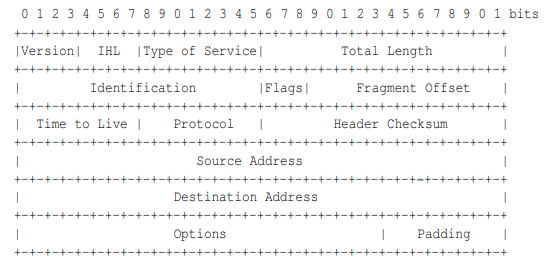 0 1 2 3 4 5 6 7 8 9 0 1 2 3 4 5 6 7 8 9 0 1 2 3 4 5 6 7 8 9 0 1 bits
+-+-+-+-+-+-+-+-+-+-+-+-+-+-+-+-+-+-+-+-+-+-+-+-+-+-+-+-+-+-+-+-+
|Version|  IHL  |Type of Service|          Total Length         |
+-+-+-+-+-+-+-+-+-+-+-+-+-+-+-+-+-+-+-+-+-+-+-+-+-+-+-+-+-+-+-+-+
|         Identification        |Flags|      Fragment Offset    |
+-+-+-+-+-+-+-+-+-+-+-+-+-+-+-+-+-+-+-+-+-+-+-+-+-+-+-+-+-+-+-+-+
|  Time to Live |    Protocol   |         Header Checksum       |
+-+-+-+-+-+-+-+-+-+-+-+-+-+-+-+-+-+-+-+-+-+-+-+-+-+-+-+-+-+-+-+-+
|                       Source Address                          |
+-+-+-+-+-+-+-+-+-+-+-+-+-+-+-+-+-+-+-+-+-+-+-+-+-+-+-+-+-+-+-+-+
|                    Destination Address                        |
+-+-+-+-+-+-+-+-+-+-+-+-+-+-+-+-+-+-+-+-+-+-+-+-+-+-+-+-+-+-+-+-+
|                    Options                    |    Padding    |
+-+-+-+-+-+-+-+-+-+-+-+-+-+-+-+-+-+-+-+-+-+-+-+-+-+-+-+-+-+-+-+-+